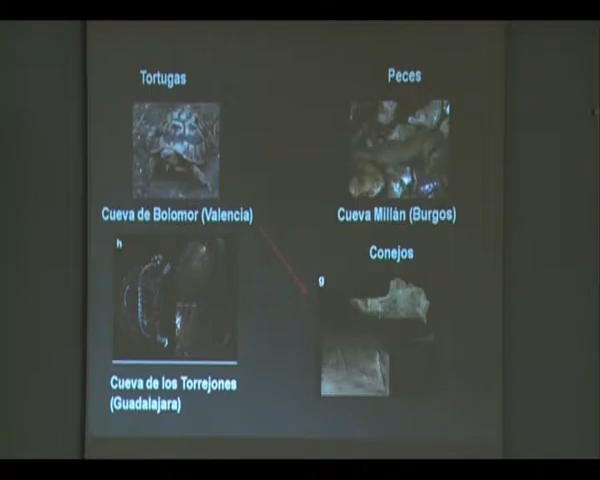 Tortugas
Peces
Cueva de Bolomor (Valencia)
Cueva Millán (Burgos)
Conejos
h
g
Cueva de los Torrejones
(Guadalajara)